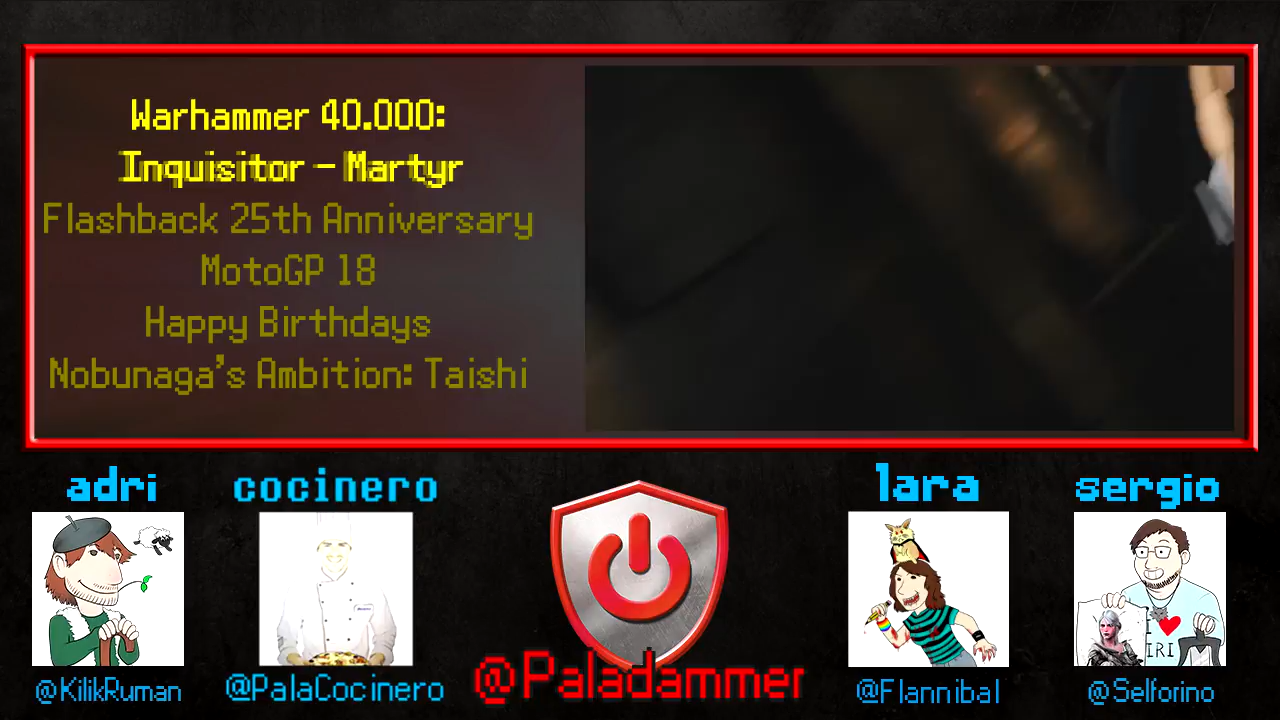 Warhammer 40.000:
Inquisitor - Martyr
Flashback 25th Anniversary
MotoGP 18
Happy Birthdays
Nobunaga's Ambition: Taishi
adri
cocinero
lara
sergio
I ❤
IRI
@KilikRuman
@PalaCocinero
@Paladammer
@Flannibal
@Selforino